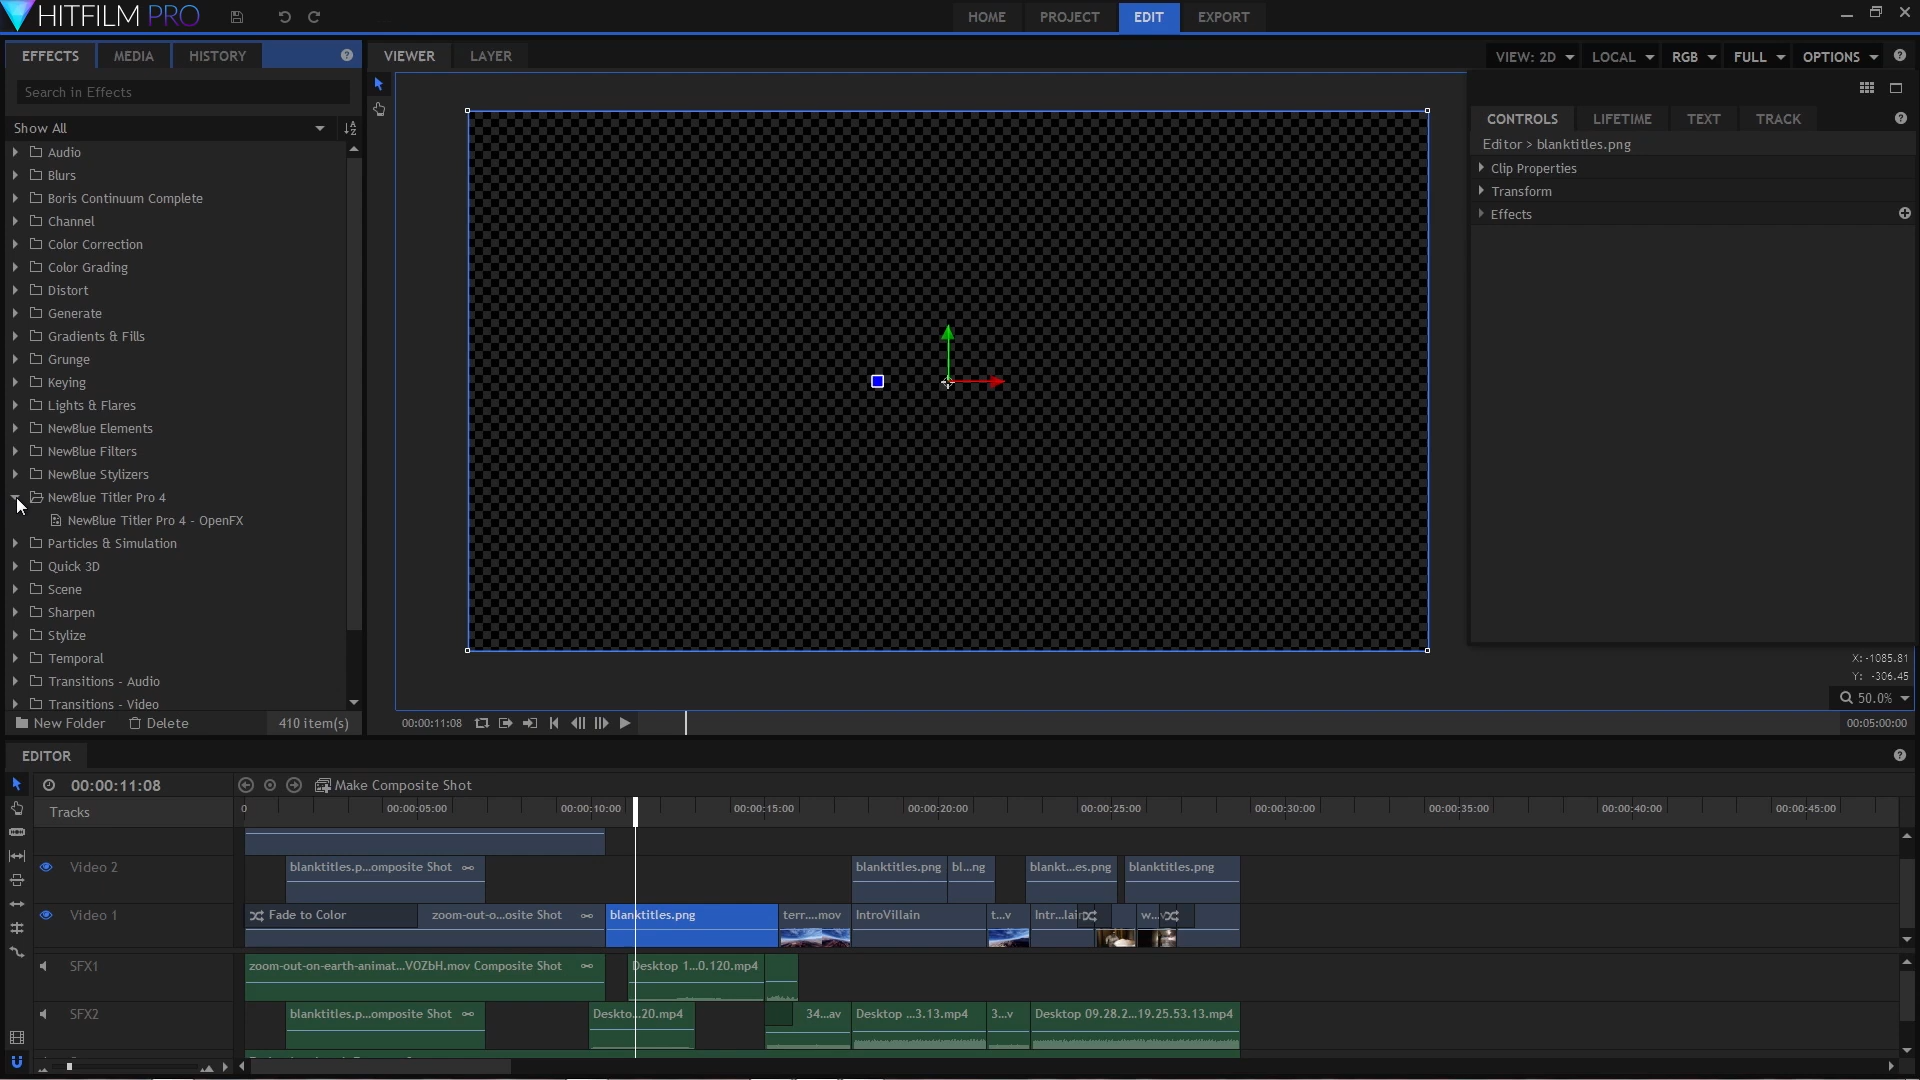 HITFILM PRO
HOME
PROJECT
EDIT
EXPORT
EFFECTS
MEDIA
HISTORY
VIEWER
LAYER
VIEW: 2D
LOCAL
RGB
FULL
OPTIONS
Search in Effects
Show All
Audio
Blurs
Boris Continuum Complete
Channel
Color Correction
Color Grading
Distort
Generate
Gradients & Fills
Grunge
Keying
Lights & Flares
NewBlue Elements
NewBlue Filters
NewBlue Stylizers
NewBlue Titler Pro 4
NewBlue Titler Pro 4 - OpenFX
Particles & Simulation
Quick 3D
Scene
Sharpen
Stylize
Temporal
Transitions - Audio
Transitions - Video
New Folder
Delete
410 item(s)
CONTROLS
LIFETIME
TEXT
TRACK
Editor > blanktitles.png
Clip Properties
Transform
Effects
X: -1085.81
Y: -306.45
50.0%
00:00:11:08
00:05:00:00
EDITOR
00:00:11:08
Make Composite Shot
Tracks
0
00:00:05:00
00:00:10:00
00:00:15:00
00:00:20:00
00:00:25:00
00:00:30:00
00:00:35:00
00:00:40:00
00:00:45:00
Video 2
blanktitles.p...omposite Shot
blanktitles.png
bl...ng
blankt...es.png
blanktitles.png
Video 1
Fade to Color
zoom-out-o...osite Shot
blanktitles.png
terr....mov
IntroVillain
t...v
Intr...lai
w...v
SFX1
zoom-out-on-earth-animat...VOZbH.mov Composite Shot
Desktop 1...0.120.mp4
SFX2
blanktitles.p...omposite Shot
Deskto...20.mp4
34...av
Desktop ...3.13.mp4
3...v
Desktop 09.28.2...19.25.53.13.mp4